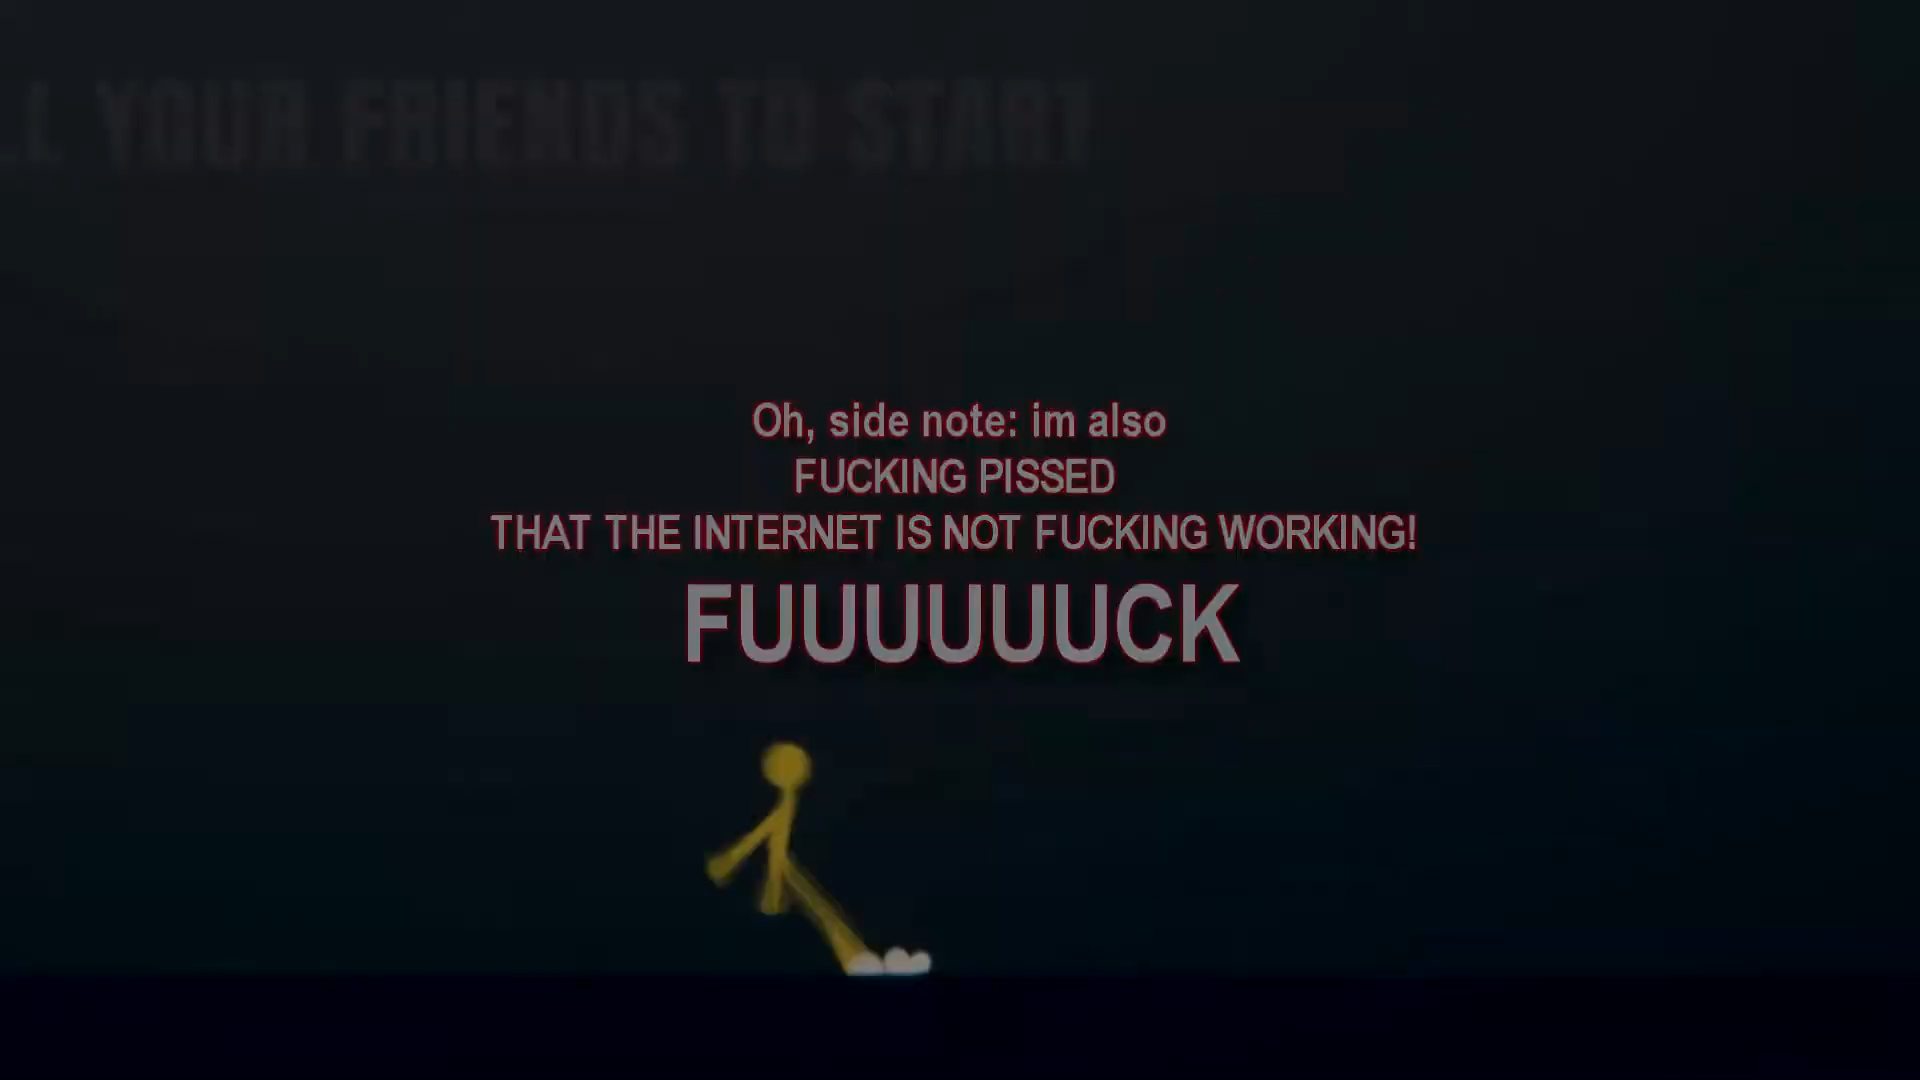 YOUR FRIENDS TO START
Oh, side note: im also
FUCKING PISSED
THAT THE INTERNET IS NOT FUCKING WORKING!
FUUUUUUCK